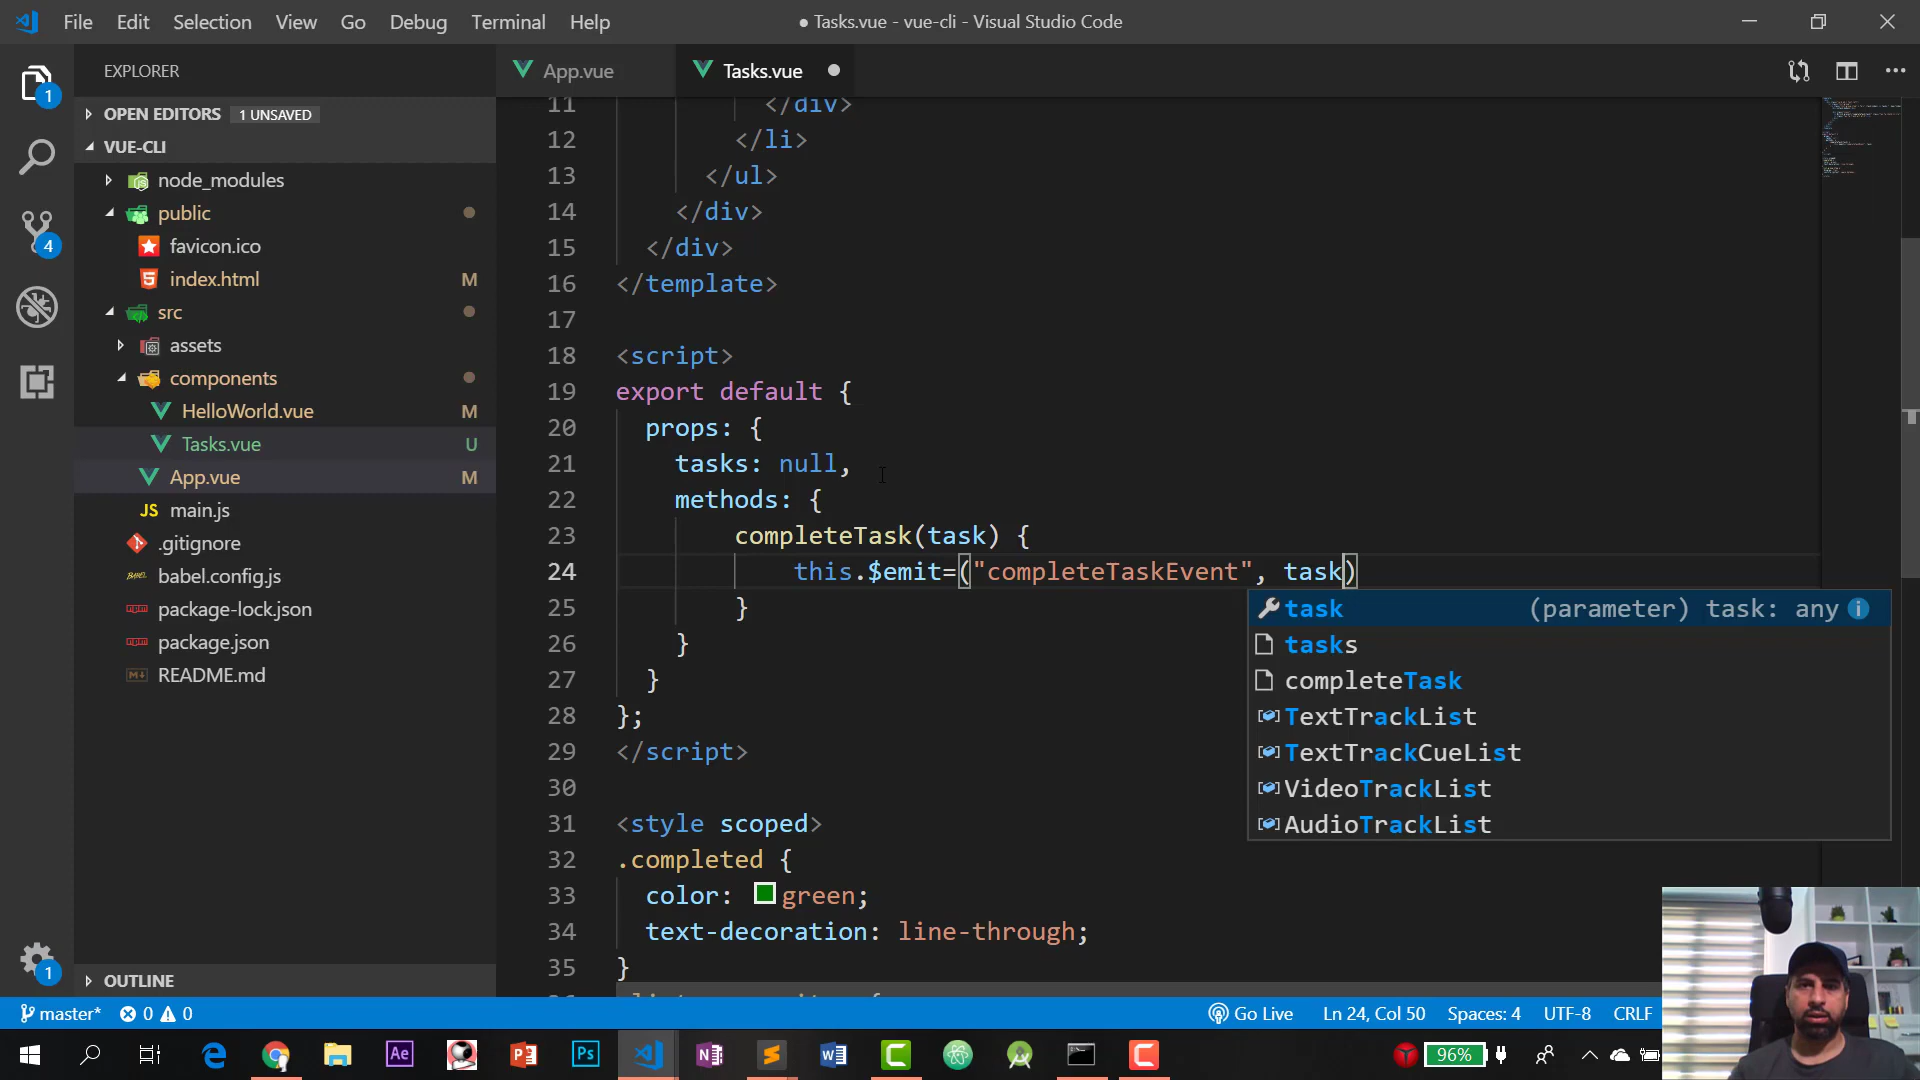 File Edit Selection View Go Debug Terminal Help
● Tasks.vue - vue-cli - Visual Studio Code
EXPLORER
App.vue
Tasks.vue
1
OPEN EDITORS 1 UNSAVED
VUE-CLI
node_modules
public
4
favicon.ico
index.html M
src
assets
components
HelloWorld.vue M
Tasks.vue U
App.vue M
JS main.js
.gitignore
babel.config.js
package-lock.json
package.json
README.md
1
OUTLINE
11 </div>
12 </li>
13 </ul>
14 </div>
15 </div>
16 </template>
17
18 <script>
19 export default {
20 props: {
21 tasks: null,
22 methods: {
23 completeTask(task) {
24 this.$emit=("completeTaskEvent", task)
25 }
26 }
27 }
28 };
29 </script>
30
31 <style scoped>
32 .completed {
33 color: green;
34 text-decoration: line-through;
35 }
task (parameter) task: any
tasks
completeTask
TextTrackList
TextTrackCueList
VideoTrackList
AudioTrackList
master* 0 0
Go Live Ln 24, Col 50 Spaces: 4 UTF-8 CRLF
96%